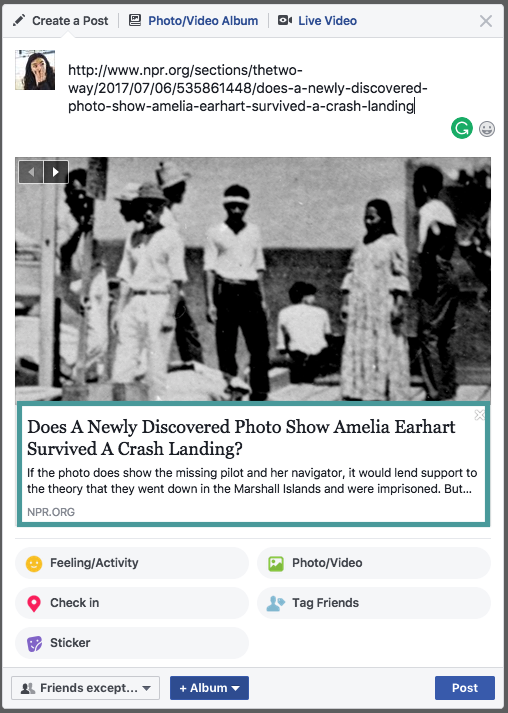 Create a Post
Photo/Video Album
Live Video
http://www.npr.org/sections/thetwo-
way/2017/07/06/535861448/does-a-newly-discovered-
photo-show-amelia-earhart-survived-a-crash-landing
Does A Newly Discovered Photo Show Amelia Earhart
Survived A Crash Landing?
If the photo does show the missing pilot and her navigator, it would lend support to
the theory that they went down in the Marshall Islands and were imprisoned. But...
NPR.ORG
Feeling/Activity
Photo/Video
Check in
Tag Friends
Sticker
Friends except...
+ Album
Post